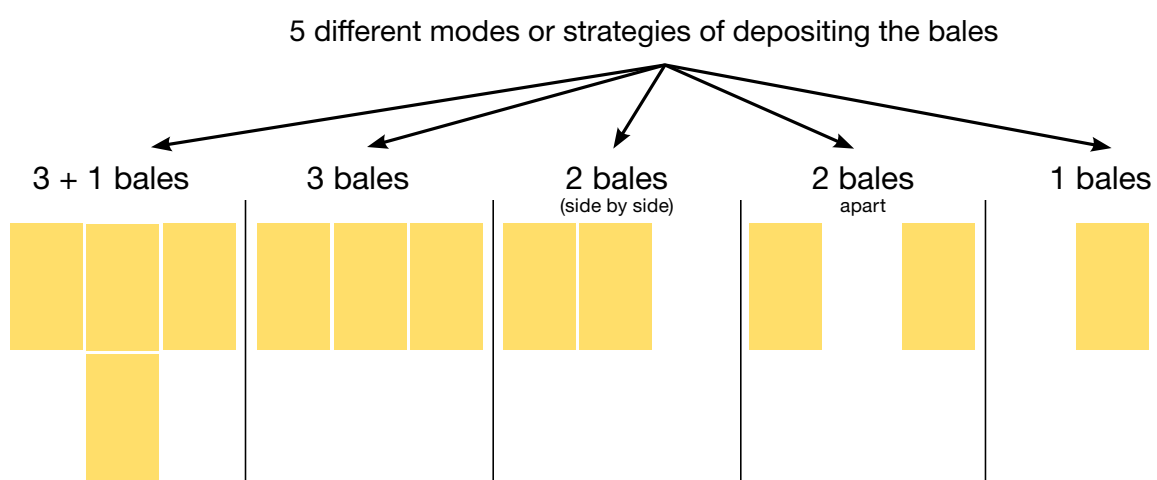 5 different modes or strategies of depositing the bales
3 + 1 bales
3 bales
2 bales
(side by side)
2 bales
apart
1 bales